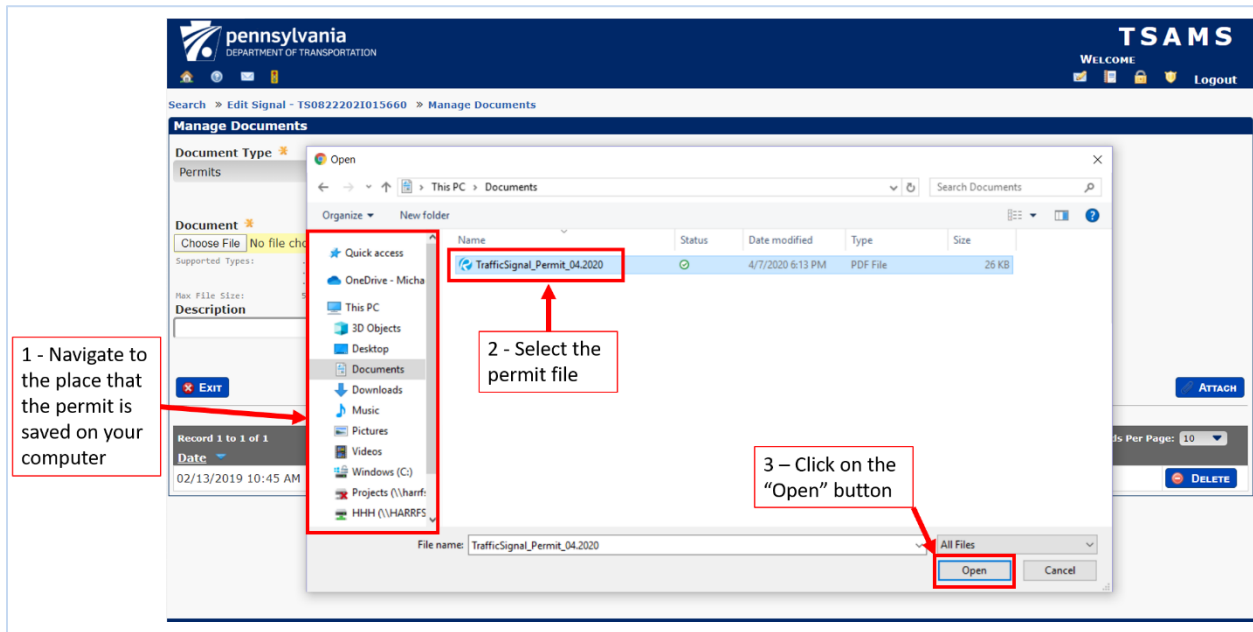 pennsylvania
DEPARTMENT OF TRANSPORTATION
TSAMS
WELCOME
Logout
Search » Edit Signal - TS0822202I015660 » Manage Documents
Manage Documents
Document Type *
Permits
Document *
Choose File No file cho
Supported Types:
Max File Size: 5
Description
EXIT
ATTACH
Record 1 to 1 of 1
ds Per Page: 10
Date
02/13/2019 10:45 AM
DELETE
Open
This PC > Documents
Search Documents
Organize
New folder
Quick access
OneDrive - Micha
This PC
3D Objects
Desktop
Documents
Downloads
Music
Pictures
Videos
Windows (C:)
Projects (\\harrf:
HHH (\\HARRFS
Name Status Date modified Type Size
TrafficSignal_Permit_04.2020 4/7/2020 6:13 PM PDF File 26 KB
File name: TrafficSignal_Permit_04.2020
All Files
Open
Cancel
1 - Navigate to
the place that
the permit is
saved on your
computer
2 - Select the
permit file
3 – Click on the
“Open” button